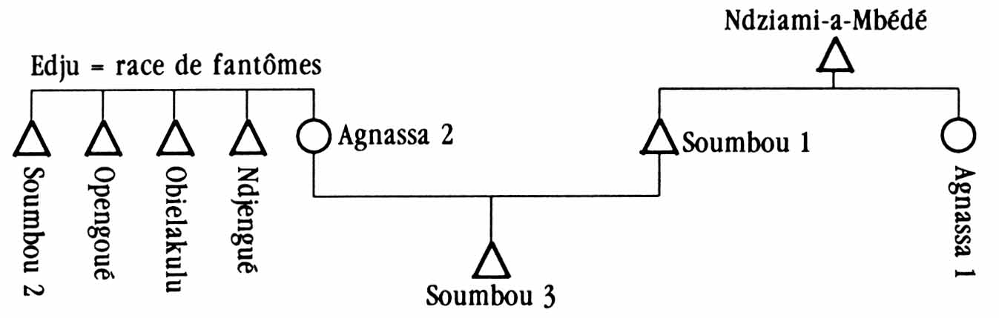 Ndziami-a-Mbédé
Edju = race de fantômes
Agnassa 2
Soumbou 1
Soumbou 2
Opengoué
Obielakulu
Ndjengué
Agnassa 1
Soumbou 3